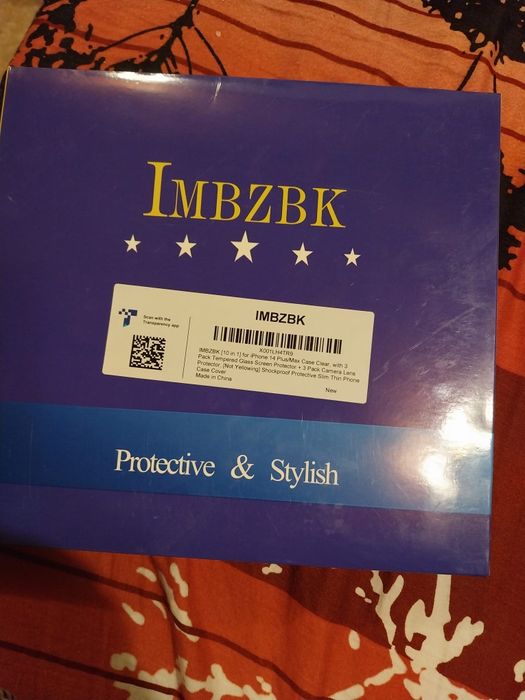 IMBZBK
Scan with the
Transparency app
IMBZBK
X001LH4TR9
IMBZBK [10 in 1] for iPhone 14 Plus/Max Case Clear, with 3
Pack Tempered Glass Screen Protector + 3 Pack Camera Lens
Protector, [Not Yellowing] Shockproof Protective Slim Thin Phone
Case Cover
New
Made in China
Protective & Stylish